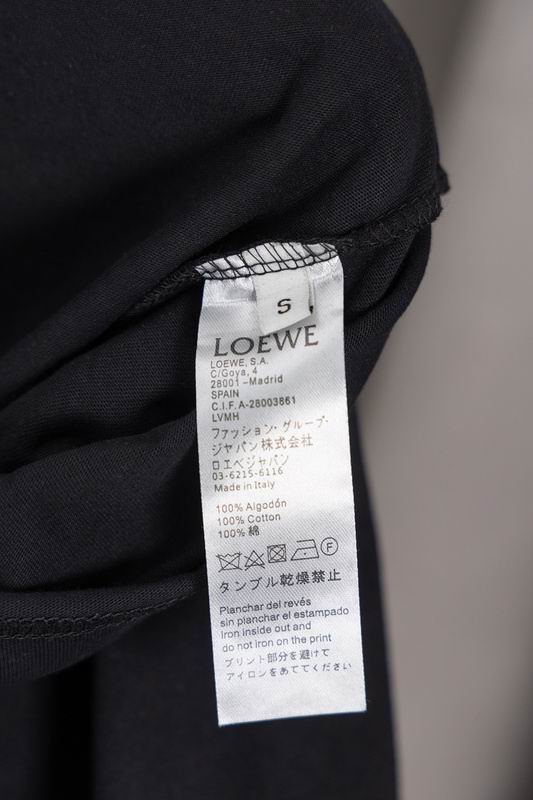 S
LOEWE
LOEWE, S.A.
C/Goya, 4
28001 -Madrid
SPAIN
C.I.F. A-28003861
LVMH
ファッション・グループ・
ジャパン株式会社
ロエベジャパン
03-6215-6116
Made in Italy
100% Algodón
100% Cotton
100% 綿
F
タンブル乾燥禁止
Planchar del revés
sin planchar el estampado
Iron inside out and
do not iron on the print
プリント部分を避けて
アイロンをあててください